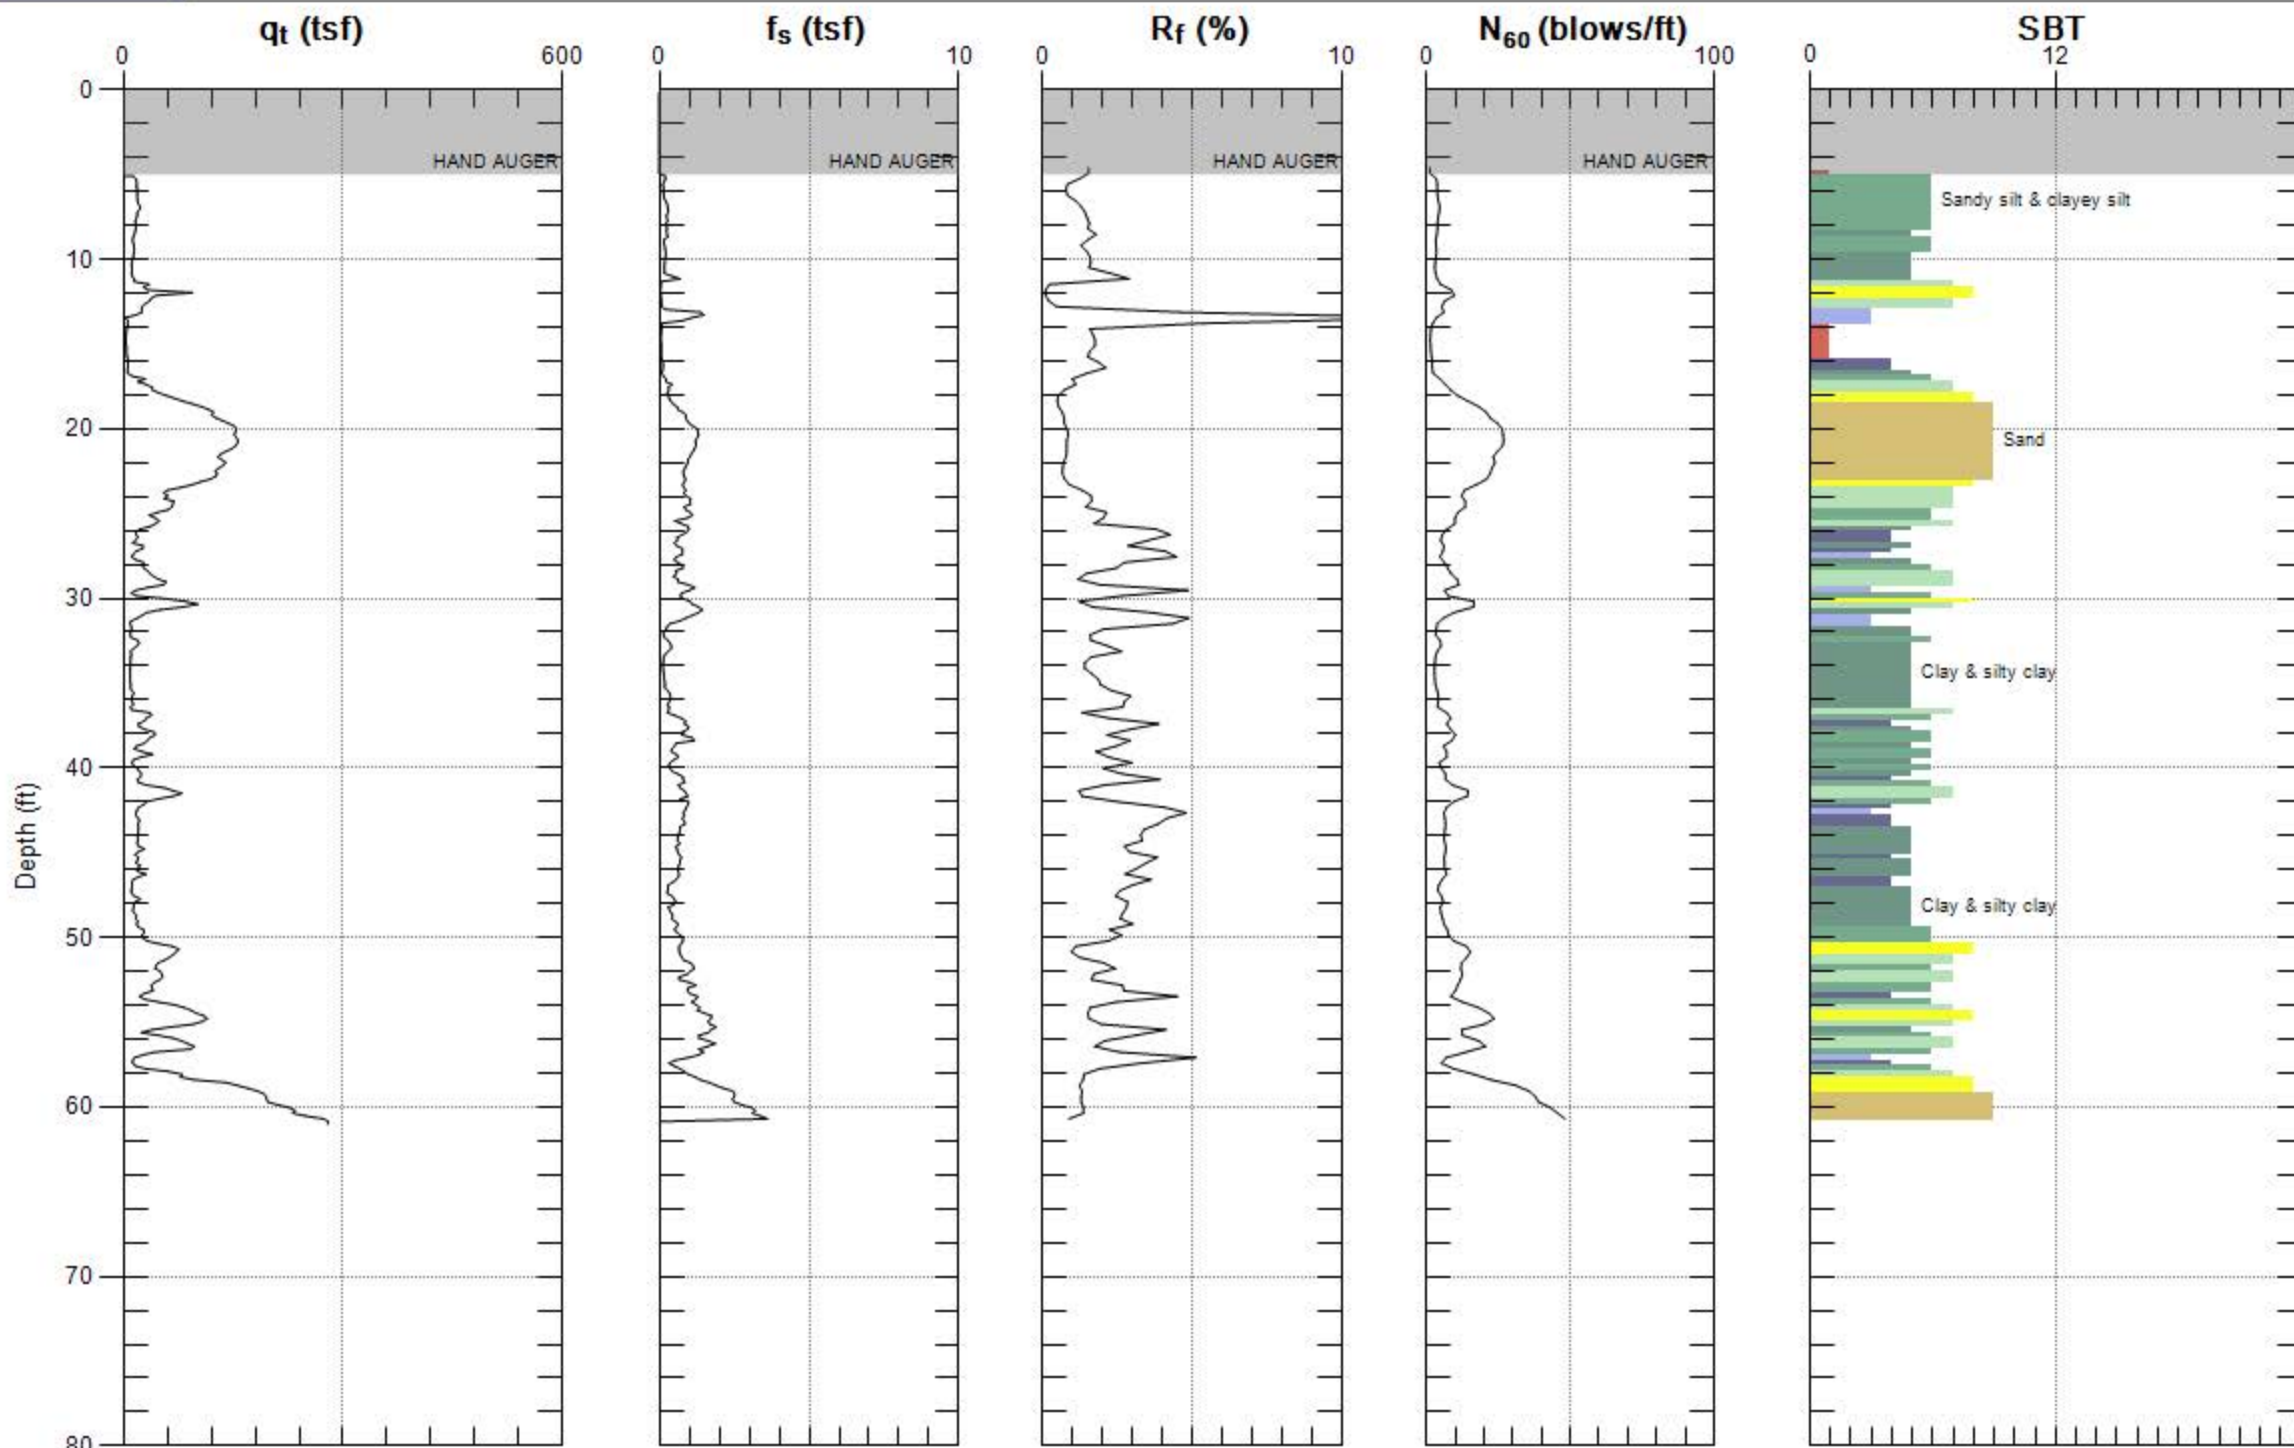 qt (tsf) fs (tsf) Rf (%) N60 (blows/ft) SBT
0 600 0 10 0 10 0 100 0 12
0
HAND AUGER HAND AUGER HAND AUGER HAND AUGER
Sandy silt & clayey silt
10
20
Sand
30
Clay & silty clay
40
Depth (ft)
Clay & silty clay
50
60
70
80